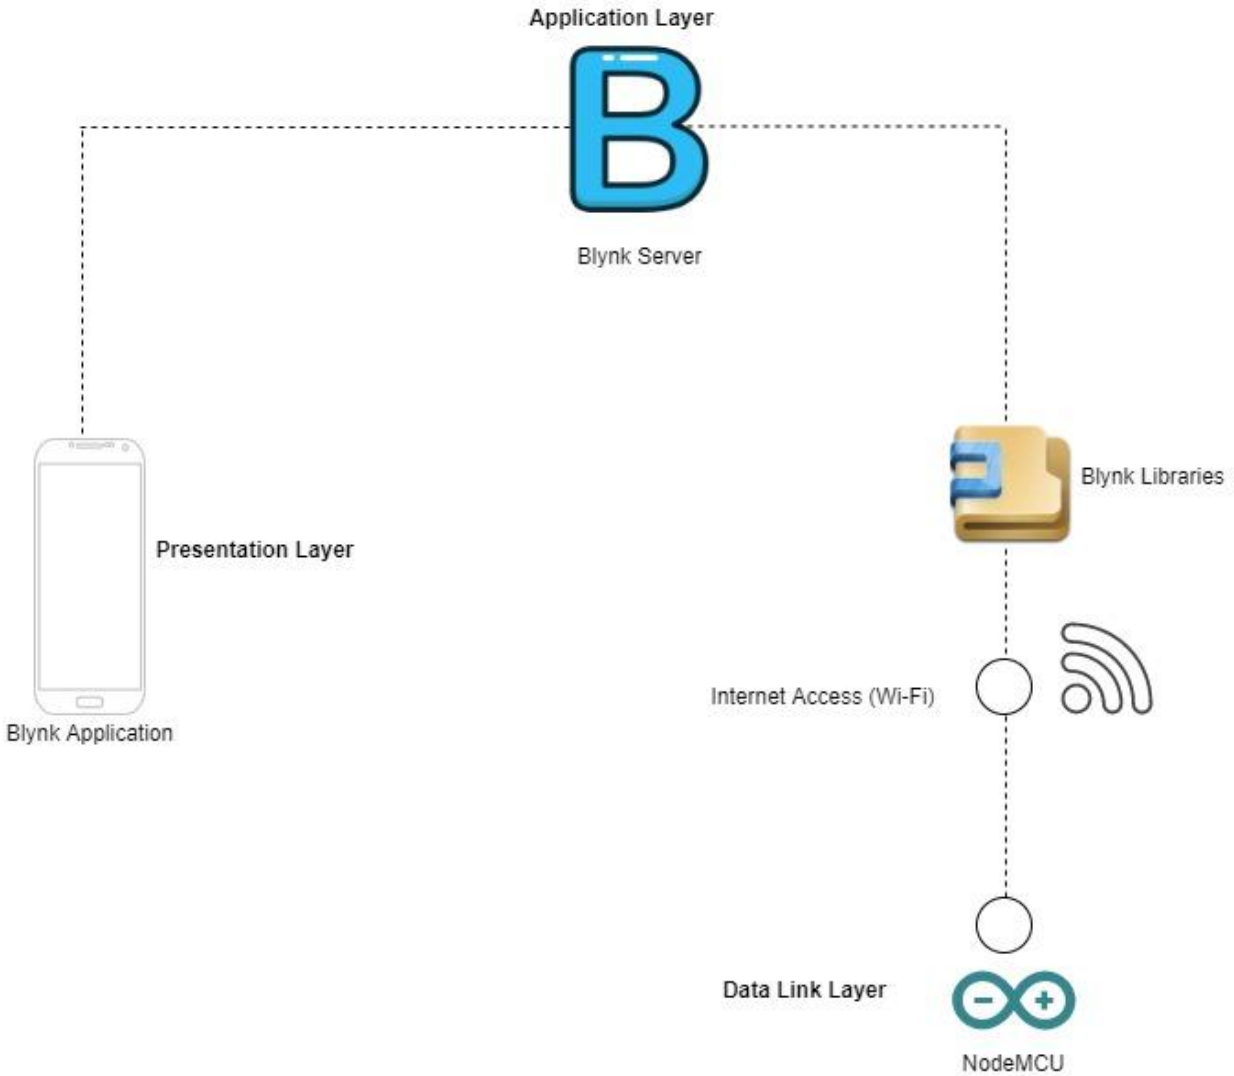 Application Layer
B
Blynk Server
Blynk Libraries
Presentation Layer
Internet Access (Wi-Fi)
Blynk Application
Data Link Layer
NodeMCU